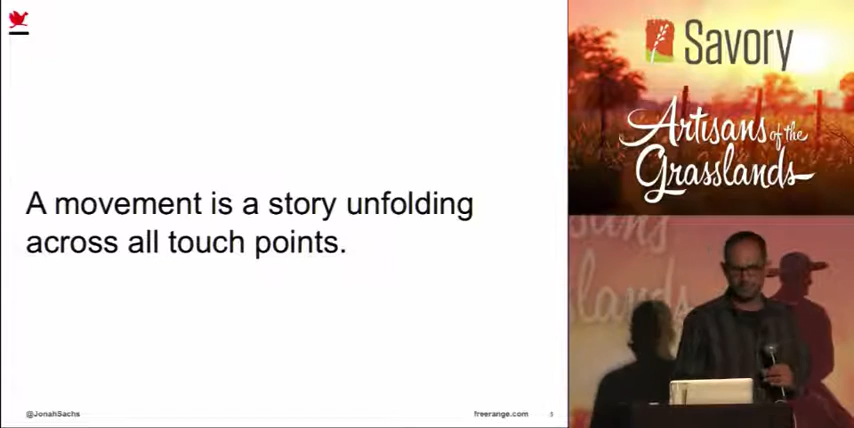 A movement is a story unfolding
across all touch points.
@JonahSachs
freerange.com
Savory
Artisans of the
Grasslands